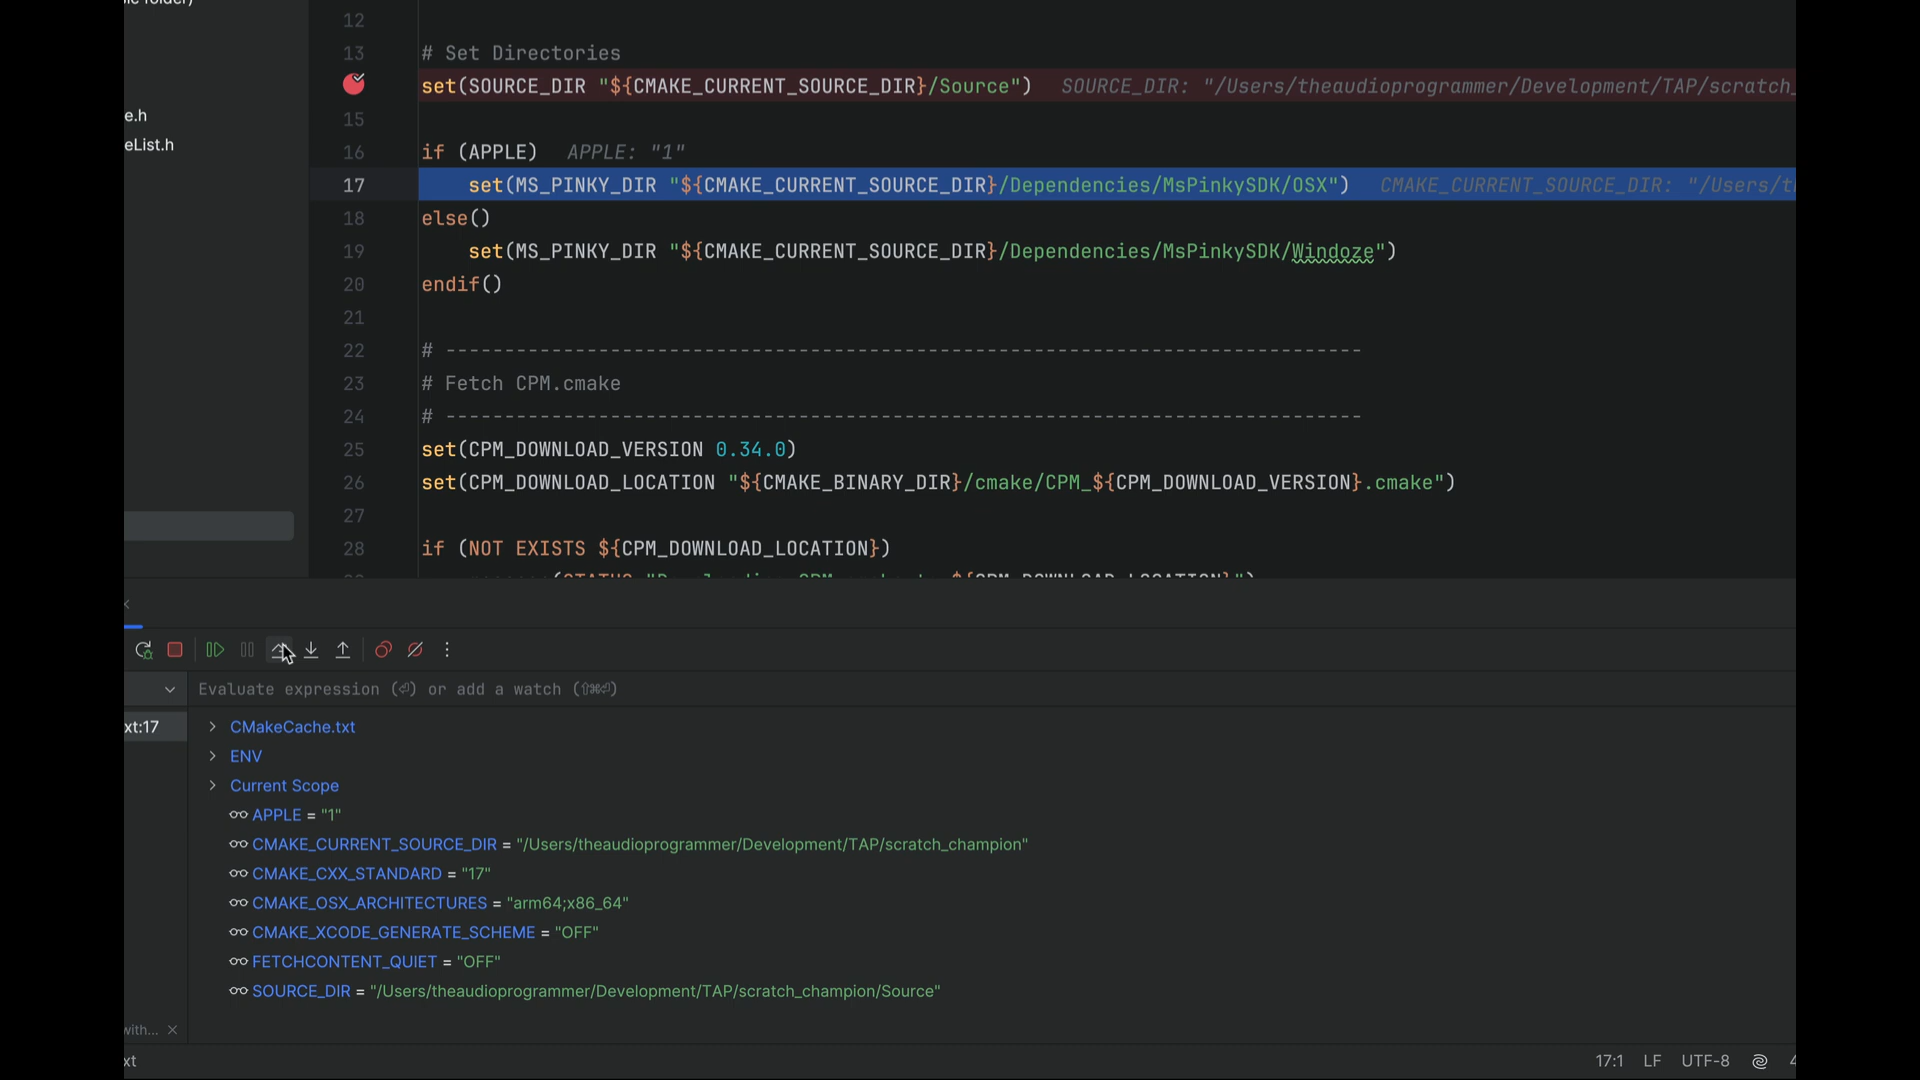 12
13 # Set Directories
set(SOURCE_DIR "${CMAKE_CURRENT_SOURCE_DIR}/Source") SOURCE_DIR: "/Users/theaudioprogrammer/Development/TAP/scratch_
e.h
15
eList.h
16 if (APPLE) APPLE: "1"
17 set(MS_PINKY_DIR "${CMAKE_CURRENT_SOURCE_DIR}/Dependencies/MsPinkySDK/OSX") CMAKE_CURRENT_SOURCE_DIR: "/Users/t
18 else()
19 set(MS_PINKY_DIR "${CMAKE_CURRENT_SOURCE_DIR}/Dependencies/MsPinkySDK/Windoze")
20 endif()
21
22 # ------------------------------------------------------------------------------
23 # Fetch CPM.cmake
24 # ------------------------------------------------------------------------------
25 set(CPM_DOWNLOAD_VERSION 0.34.0)
26 set(CPM_DOWNLOAD_LOCATION "${CMAKE_BINARY_DIR}/cmake/CPM_${CPM_DOWNLOAD_VERSION}.cmake")
27
28 if (NOT EXISTS ${CPM_DOWNLOAD_LOCATION})
Evaluate expression (⏎) or add a watch (⇧⌘⏎)
xt:17
CMakeCache.txt
ENV
Current Scope
APPLE = "1"
CMAKE_CURRENT_SOURCE_DIR = "/Users/theaudioprogrammer/Development/TAP/scratch_champion"
CMAKE_CXX_STANDARD = "17"
CMAKE_OSX_ARCHITECTURES = "arm64;x86_64"
CMAKE_XCODE_GENERATE_SCHEME = "OFF"
FETCHCONTENT_QUIET = "OFF"
SOURCE_DIR = "/Users/theaudioprogrammer/Development/TAP/scratch_champion/Source"
with...
xt
17:1 LF UTF-8